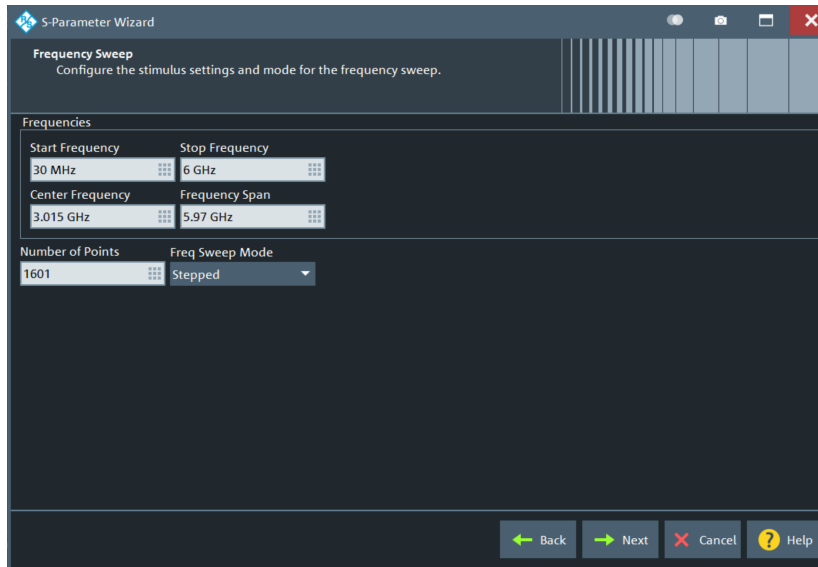 S-Parameter Wizard
Frequency Sweep
Configure the stimulus settings and mode for the frequency sweep.
Frequencies
Start Frequency Stop Frequency
30 MHz 6 GHz
Center Frequency Frequency Span
3.015 GHz 5.97 GHz
Number of Points Freq Sweep Mode
1601 Stepped
Back Next Cancel ? Help